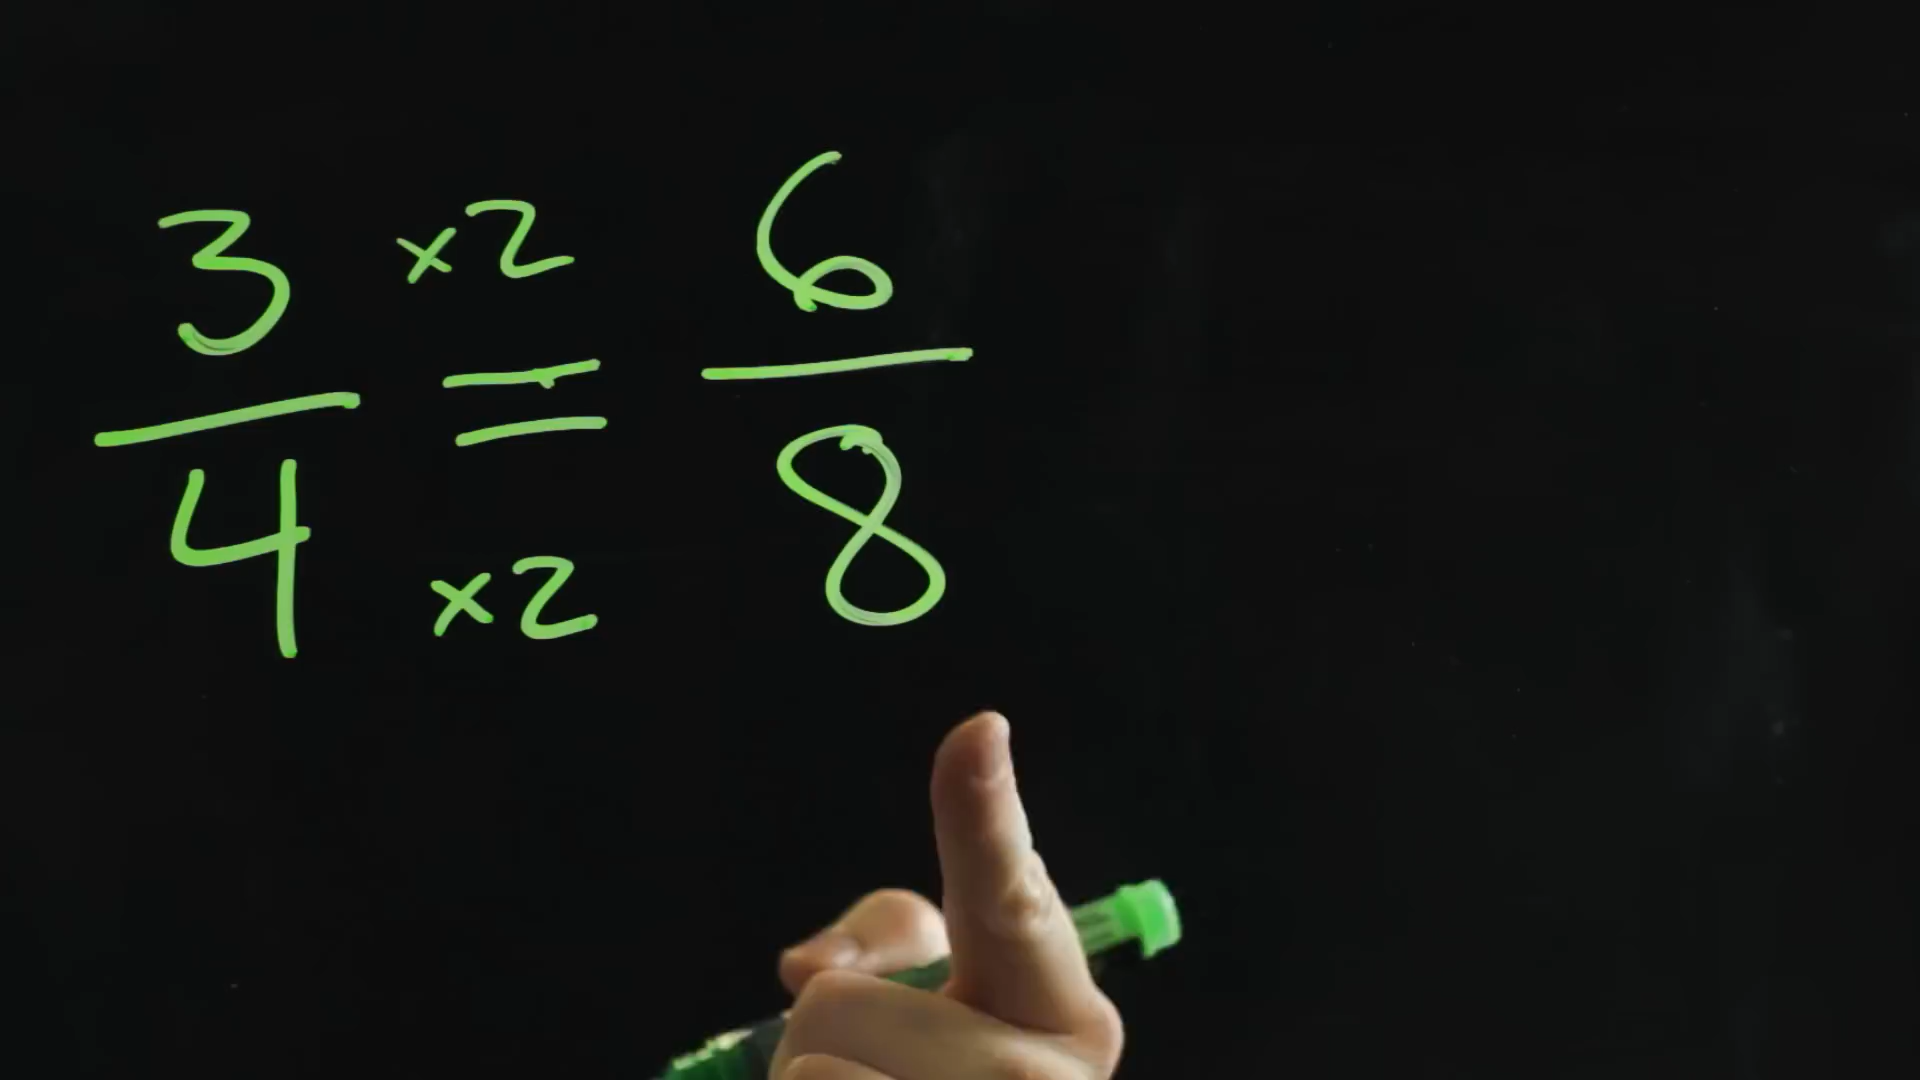 3 ×2 6
— = —
4 ×2 8